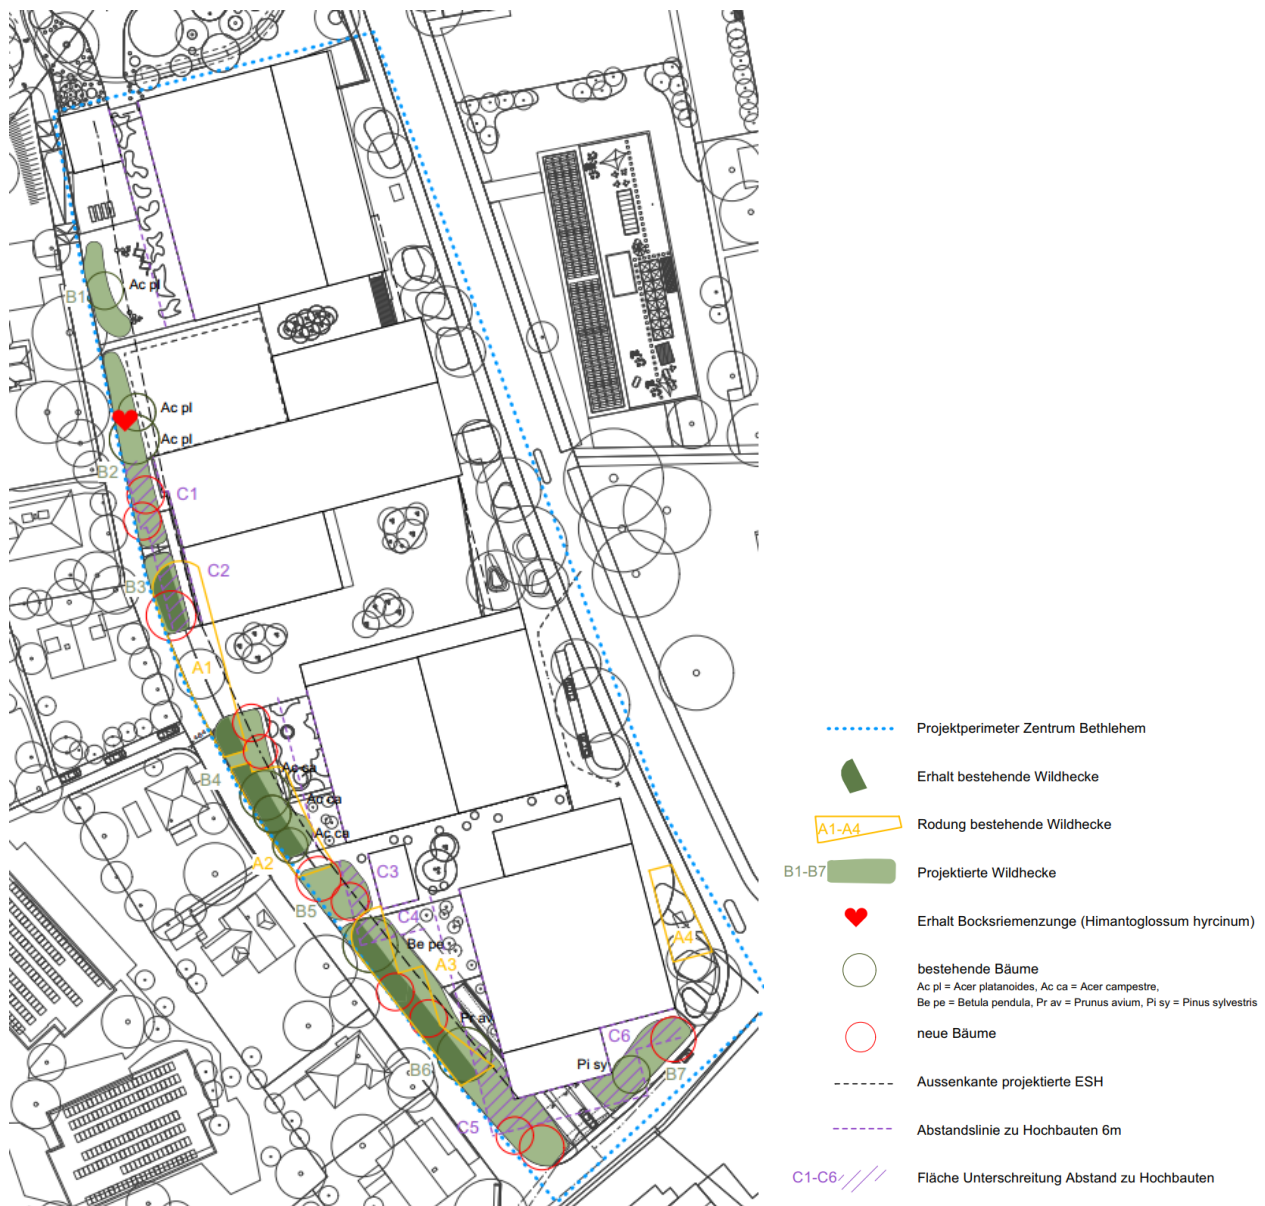 B1
Ac pl
Ac pl
Ac pl
B2
C1
C2
B3
A1
Ac ca
B4
Ac ca
Ac ca
A2
C3
B5
C4
Be pe
A3
A4
Pr av
C6
Pi sy
B6
B7
C5
Projektperimeter Zentrum Bethlehem
Erhalt bestehende Wildhecke
A1-A4 Rodung bestehende Wildhecke
B1-B7 Projektierte Wildhecke
Erhalt Bocksriemenzunge (Himantoglossum hyrcinum)
bestehende Bäume
Ac pl = Acer platanoides, Ac ca = Acer campestre,
Be pe = Betula pendula, Pr av = Prunus avium, Pi sy = Pinus sylvestris
neue Bäume
Aussenkante projektierte ESH
Abstandslinie zu Hochbauten 6m
C1-C6 Fläche Unterschreitung Abstand zu Hochbauten